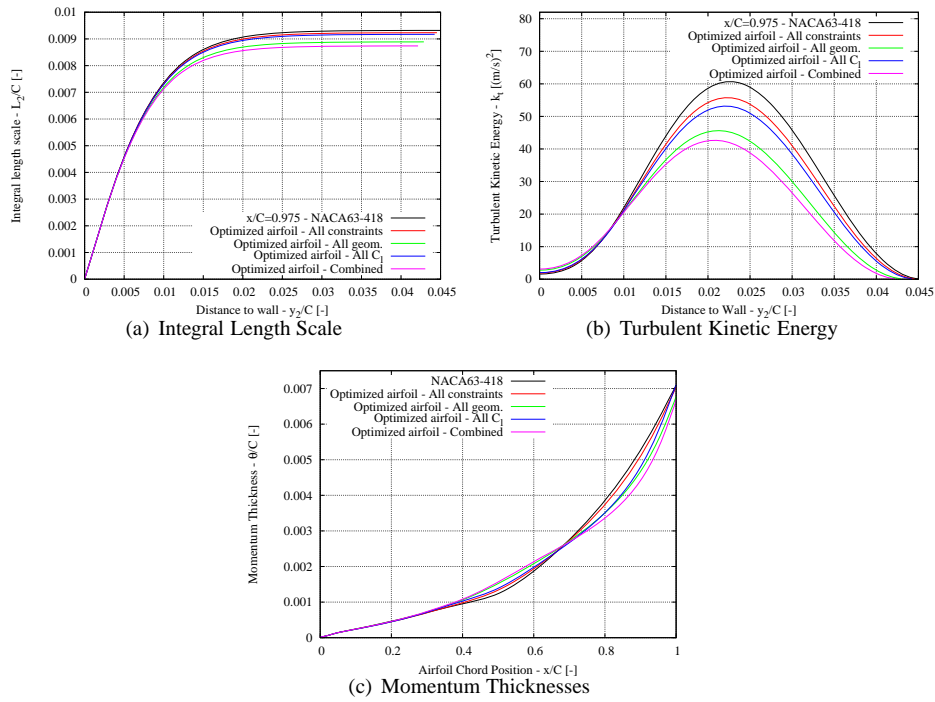 0.01
0.009
0.008
0.007
0.006
0.005
0.004
0.003
0.002
0.001
0
Integral length scale - L₂/C [-]
x/C=0.975 - NACA63-418
Optimized airfoil - All constraints
Optimized airfoil - All geom.
Optimized airfoil - All Cₗ
Optimized airfoil - Combined
0 0.005 0.01 0.015 0.02 0.025 0.03 0.035 0.04 0.045
Distance to wall - y₂/C [-]
(a) Integral Length Scale
80
70
60
50
40
30
20
10
0
Turbulent Kinetic Energy - kₜ [(m/s)²]
x/C=0.975 - NACA63-418
Optimized airfoil - All constraints
Optimized airfoil - All geom.
Optimized airfoil - All Cₗ
Optimized airfoil - Combined
0 0.005 0.01 0.015 0.02 0.025 0.03 0.035 0.04 0.045
Distance to Wall - y₂/C [-]
(b) Turbulent Kinetic Energy
0.007
0.006
0.005
0.004
0.003
0.002
0.001
0
Momentum Thickness - θ/C [-]
NACA63-418
Optimized airfoil - All constraints
Optimized airfoil - All geom.
Optimized airfoil - All Cₗ
Optimized airfoil - Combined
0 0.2 0.4 0.6 0.8 1
Airfoil Chord Position - x/C [-]
(c) Momentum Thicknesses